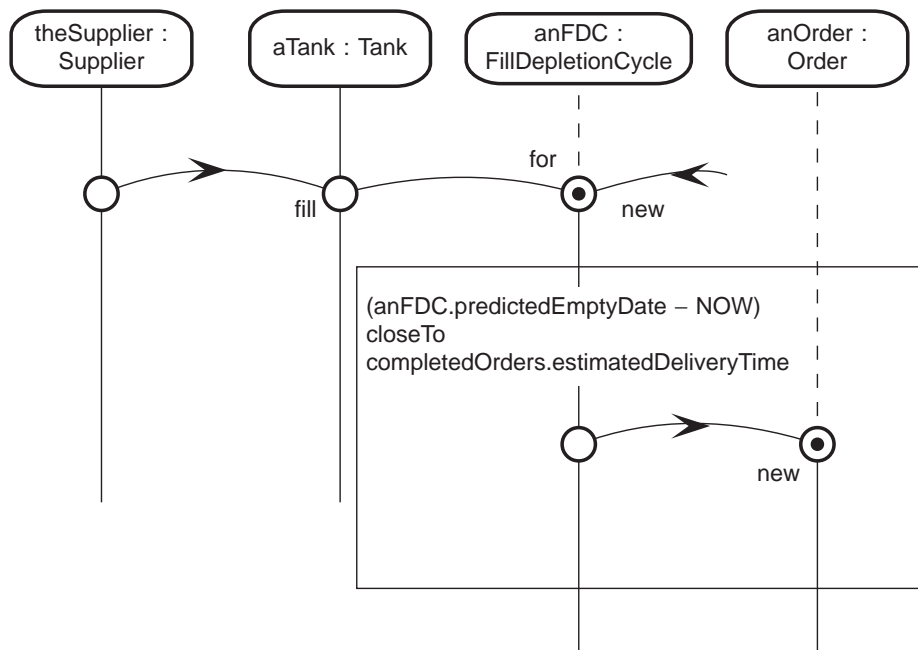 theSupplier :
Supplier
aTank : Tank
anFDC :
FillDepletionCycle
anOrder :
Order
for
fill
new
(anFDC.predictedEmptyDate – NOW)
closeTo
completedOrders.estimatedDeliveryTime
new